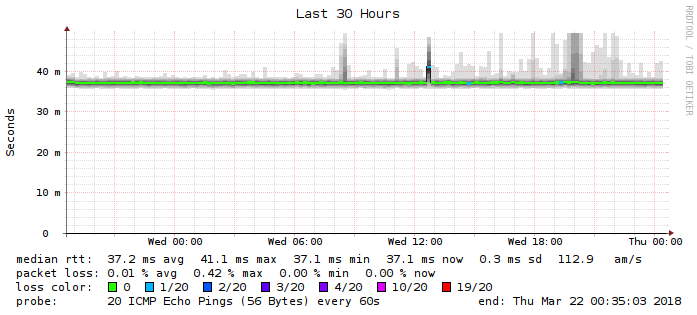 Last 30 Hours
RRDTOOL / TOBI OETIKER
Seconds
40 m
30 m
20 m
10 m
0
Wed 00:00 Wed 06:00 Wed 12:00 Wed 18:00 Thu 00:00
median rtt: 37.2 ms avg 41.1 ms max 37.1 ms min 37.1 ms now 0.3 ms sd 112.9 am/s
packet loss: 0.01 % avg 0.42 % max 0.00 % min 0.00 % now
loss color: 0 1/20 2/20 3/20 4/20 10/20 19/20
probe: 20 ICMP Echo Pings (56 Bytes) every 60s end: Thu Mar 22 00:35:03 2018